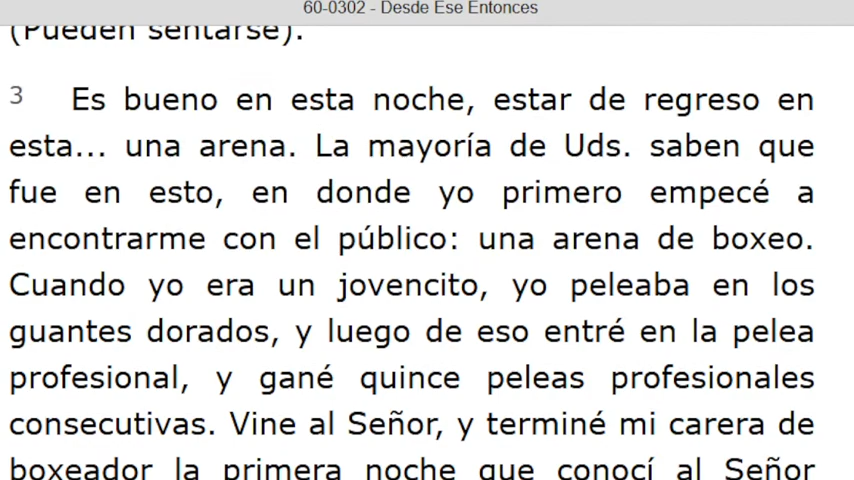 60-0302 - Desde Ese Entonces
(Pueden sentarse).
3 Es bueno en esta noche, estar de regreso en
esta... una arena. La mayoría de Uds. saben que
fue en esto, en donde yo primero empecé a
encontrarme con el público: una arena de boxeo.
Cuando yo era un jovencito, yo peleaba en los
guantes dorados, y luego de eso entré en la pelea
profesional, y gané quince peleas profesionales
consecutivas. Vine al Señor, y terminé mi carera de
boxeador la primera noche que conocí al Señor